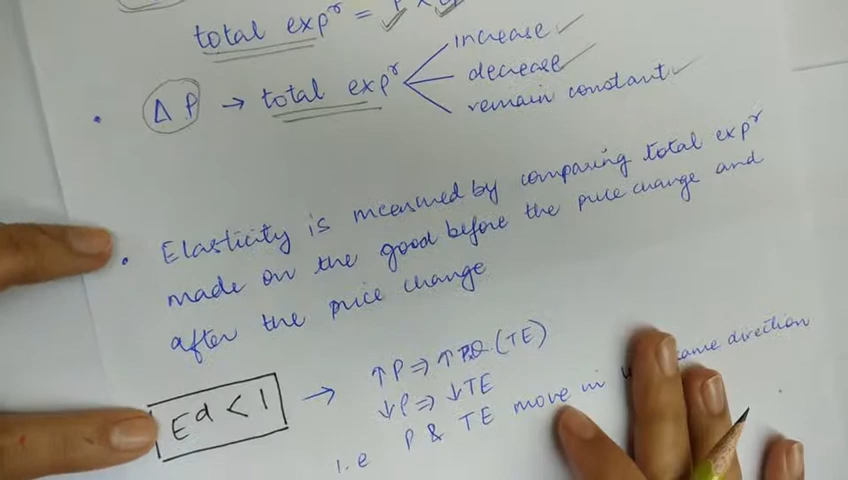 total expʳ = P ×
• ΔP → total expʳ
increase
decrease
remain constant
• Elasticity is measured by comparing total expʳ
made on the good before the price change and
after the price change
Eᵈ < 1 → ↑P ⇒ ↑P.Q.(TE)
↓P ⇒ ↓TE
i.e P & TE move in same direction